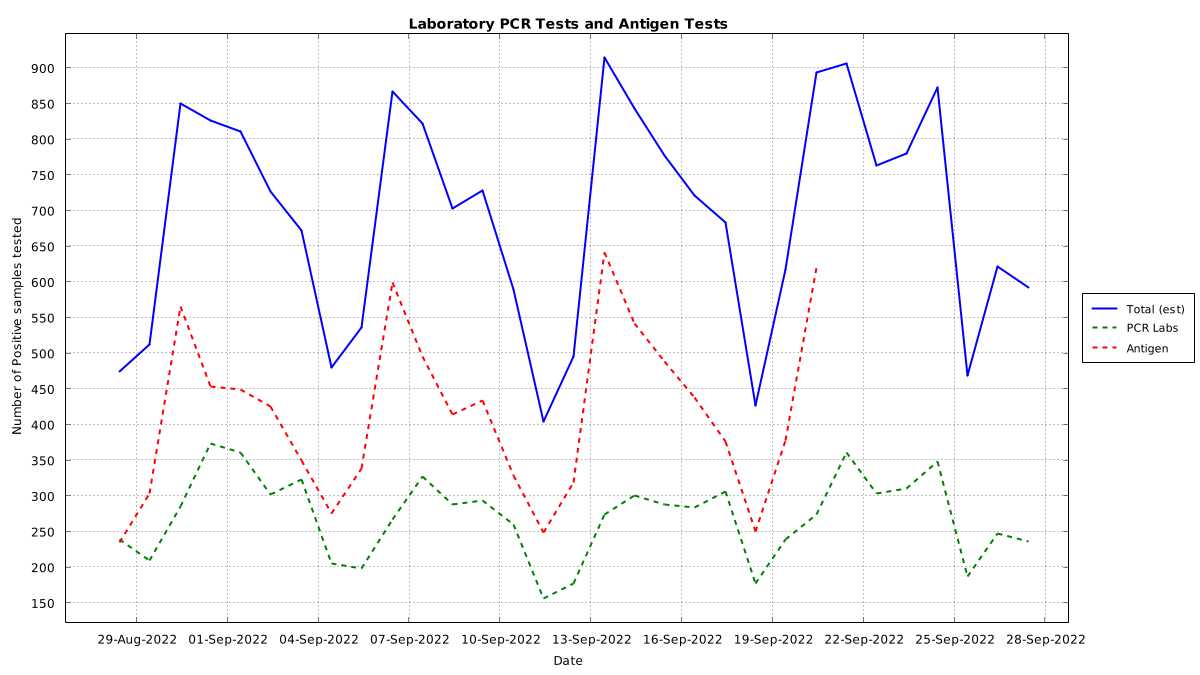 Laboratory PCR Tests and Antigen Tests
900
850
800
750
700
650
600
550
500
450
400
350
300
250
200
150
Number of Positive samples tested
29-Aug-2022 01-Sep-2022 04-Sep-2022 07-Sep-2022 10-Sep-2022 13-Sep-2022 16-Sep-2022 19-Sep-2022 22-Sep-2022 25-Sep-2022 28-Sep-2022
Date
Total (est)
PCR Labs
Antigen